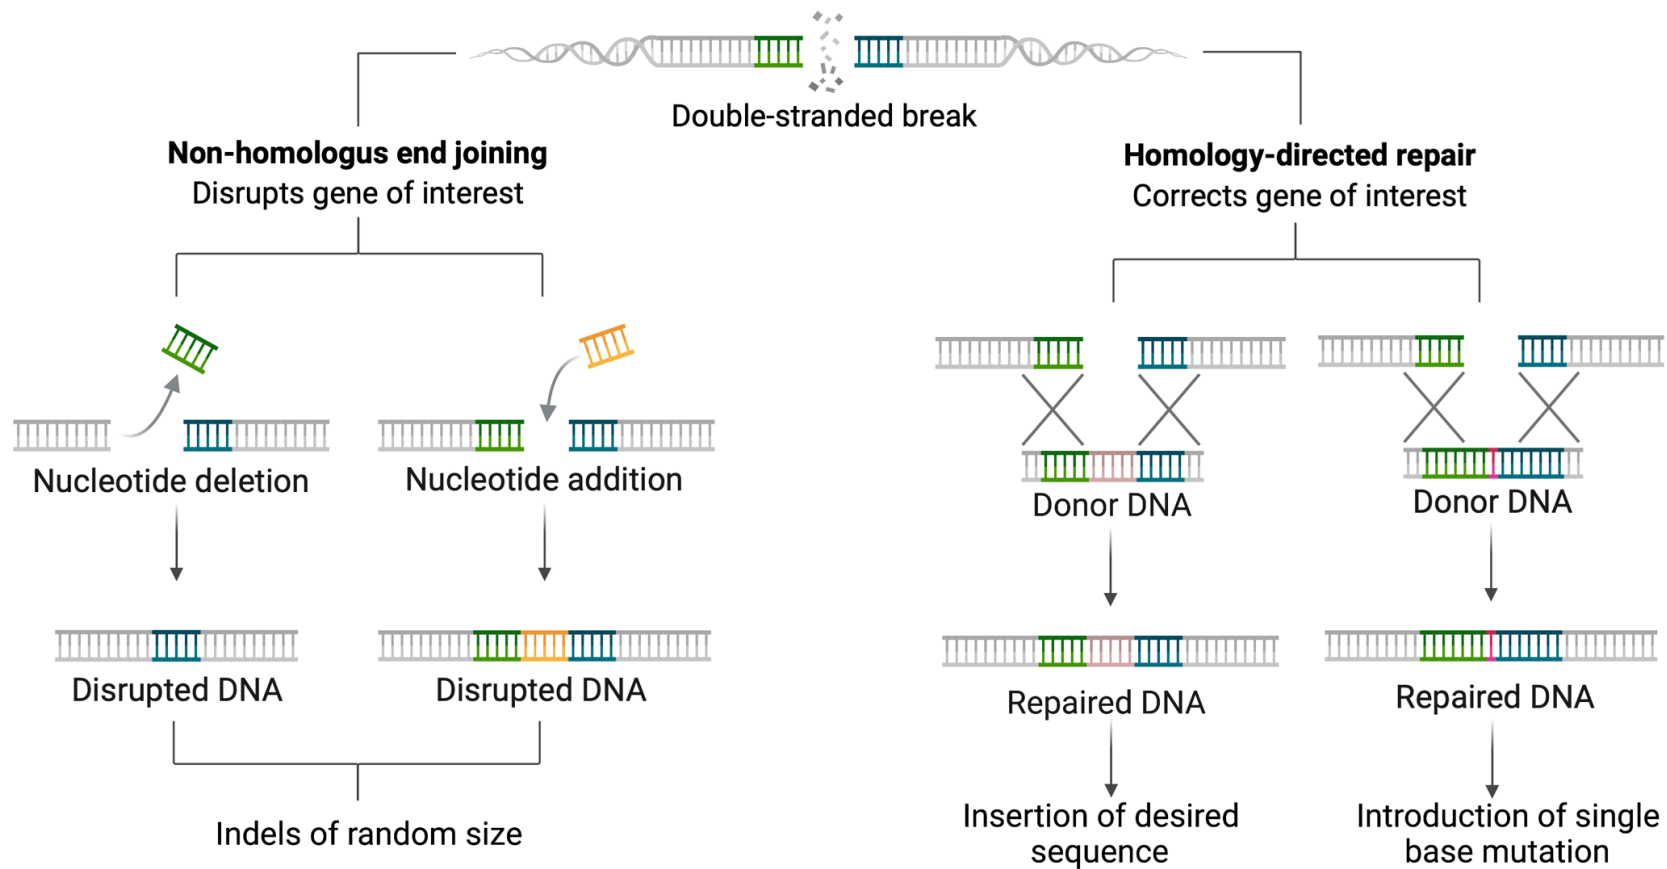 Double-stranded break
Non-homologus end joining
Disrupts gene of interest
Homology-directed repair
Corrects gene of interest
Nucleotide deletion
Nucleotide addition
Donor DNA
Donor DNA
Disrupted DNA
Disrupted DNA
Repaired DNA
Repaired DNA
Indels of random size
Insertion of desired
sequence
Introduction of single
base mutation